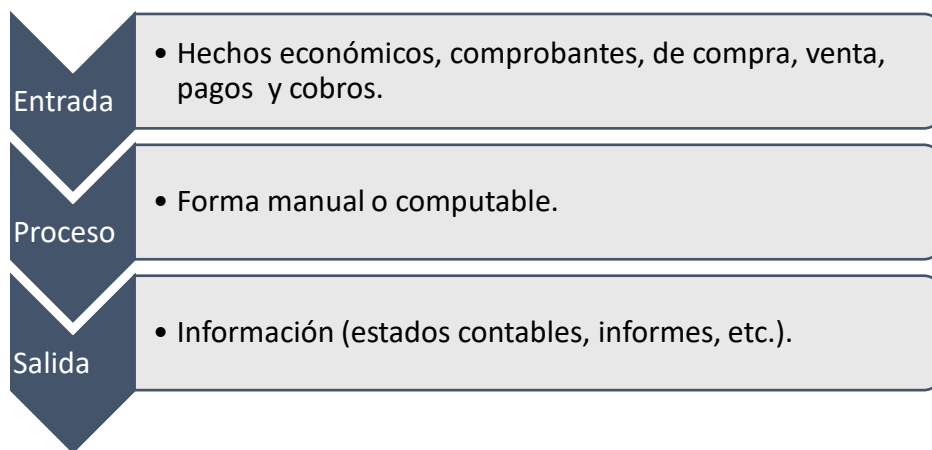 Entrada
• Hechos económicos, comprobantes, de compra, venta,
pagos y cobros.
Proceso
• Forma manual o computable.
Salida
• Información (estados contables, informes, etc.).